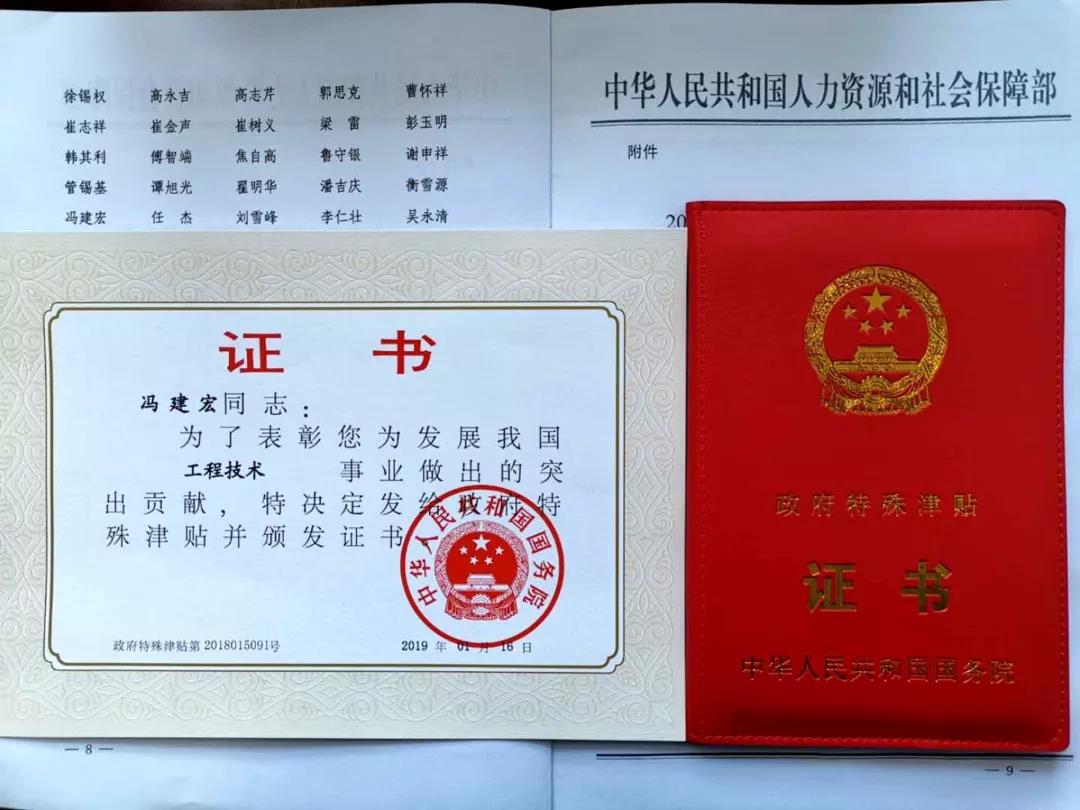 徐锡权 高永吉 高志芹 郭思克 曹怀祥
崔志祥 崔金声 崔树义 梁雷 彭玉明
韩其利 傅智端 焦自高 鲁守银 谢申祥
管锡基 谭旭光 翟明华 潘吉庆 衡雪源
冯建宏 任杰 刘雪峰 李仁壮 吴永清
— 8 —
中华人民共和国人力资源和社会保障部
附件
20
— 9 —
证书
冯建宏同志：
为了表彰您为发展我国
工程技术 事业做出的突
出贡献，特决定发给政府特
殊津贴并颁发证书。
中华人民共和国国务院
政府特殊津贴第2018015091号
2019 年 01 月 16 日
政府特殊津贴
证书
中华人民共和国国务院